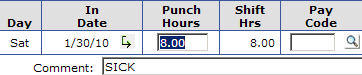 Day In Date Punch Hours Shift Hrs Pay Code
Sat 1/30/10 8.00 8.00
Comment: SICK